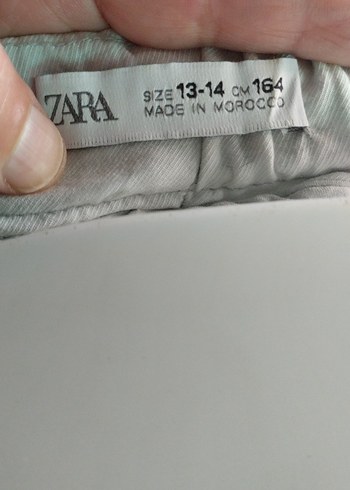 ZARA
SIZE 13-14 CM 164
MADE IN MOROCCO